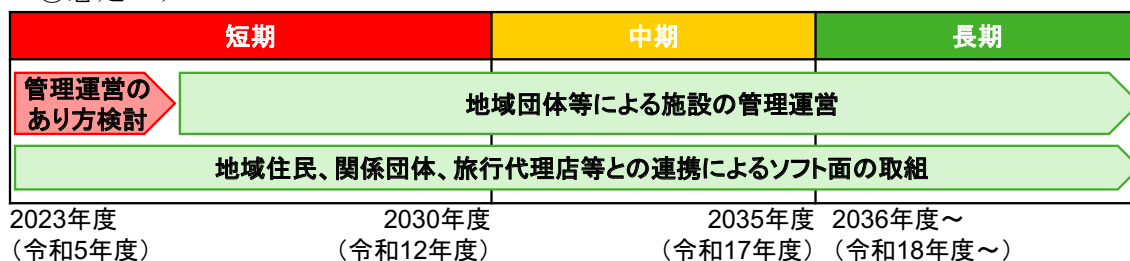 短期 中期 長期
管理運営の
あり方検討
地域団体等による施設の管理運営
地域住民、関係団体、旅行代理店等との連携によるソフト面の取組
2023年度 2030年度 2035年度 2036年度~
(令和5年度) (令和12年度) (令和17年度) (令和18年度~)